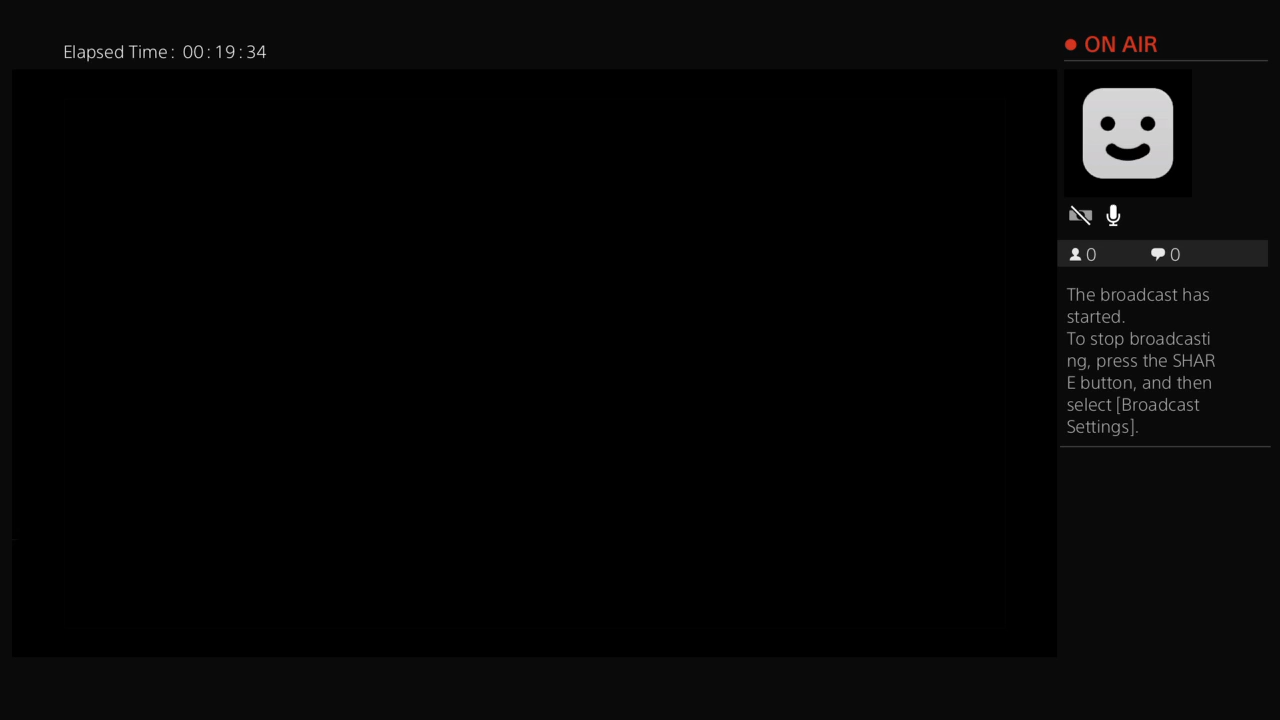 Elapsed Time: 00:19:34
ON AIR
0 0
The broadcast has
started.
To stop broadcasti
ng, press the SHAR
E button, and then
select [Broadcast
Settings].